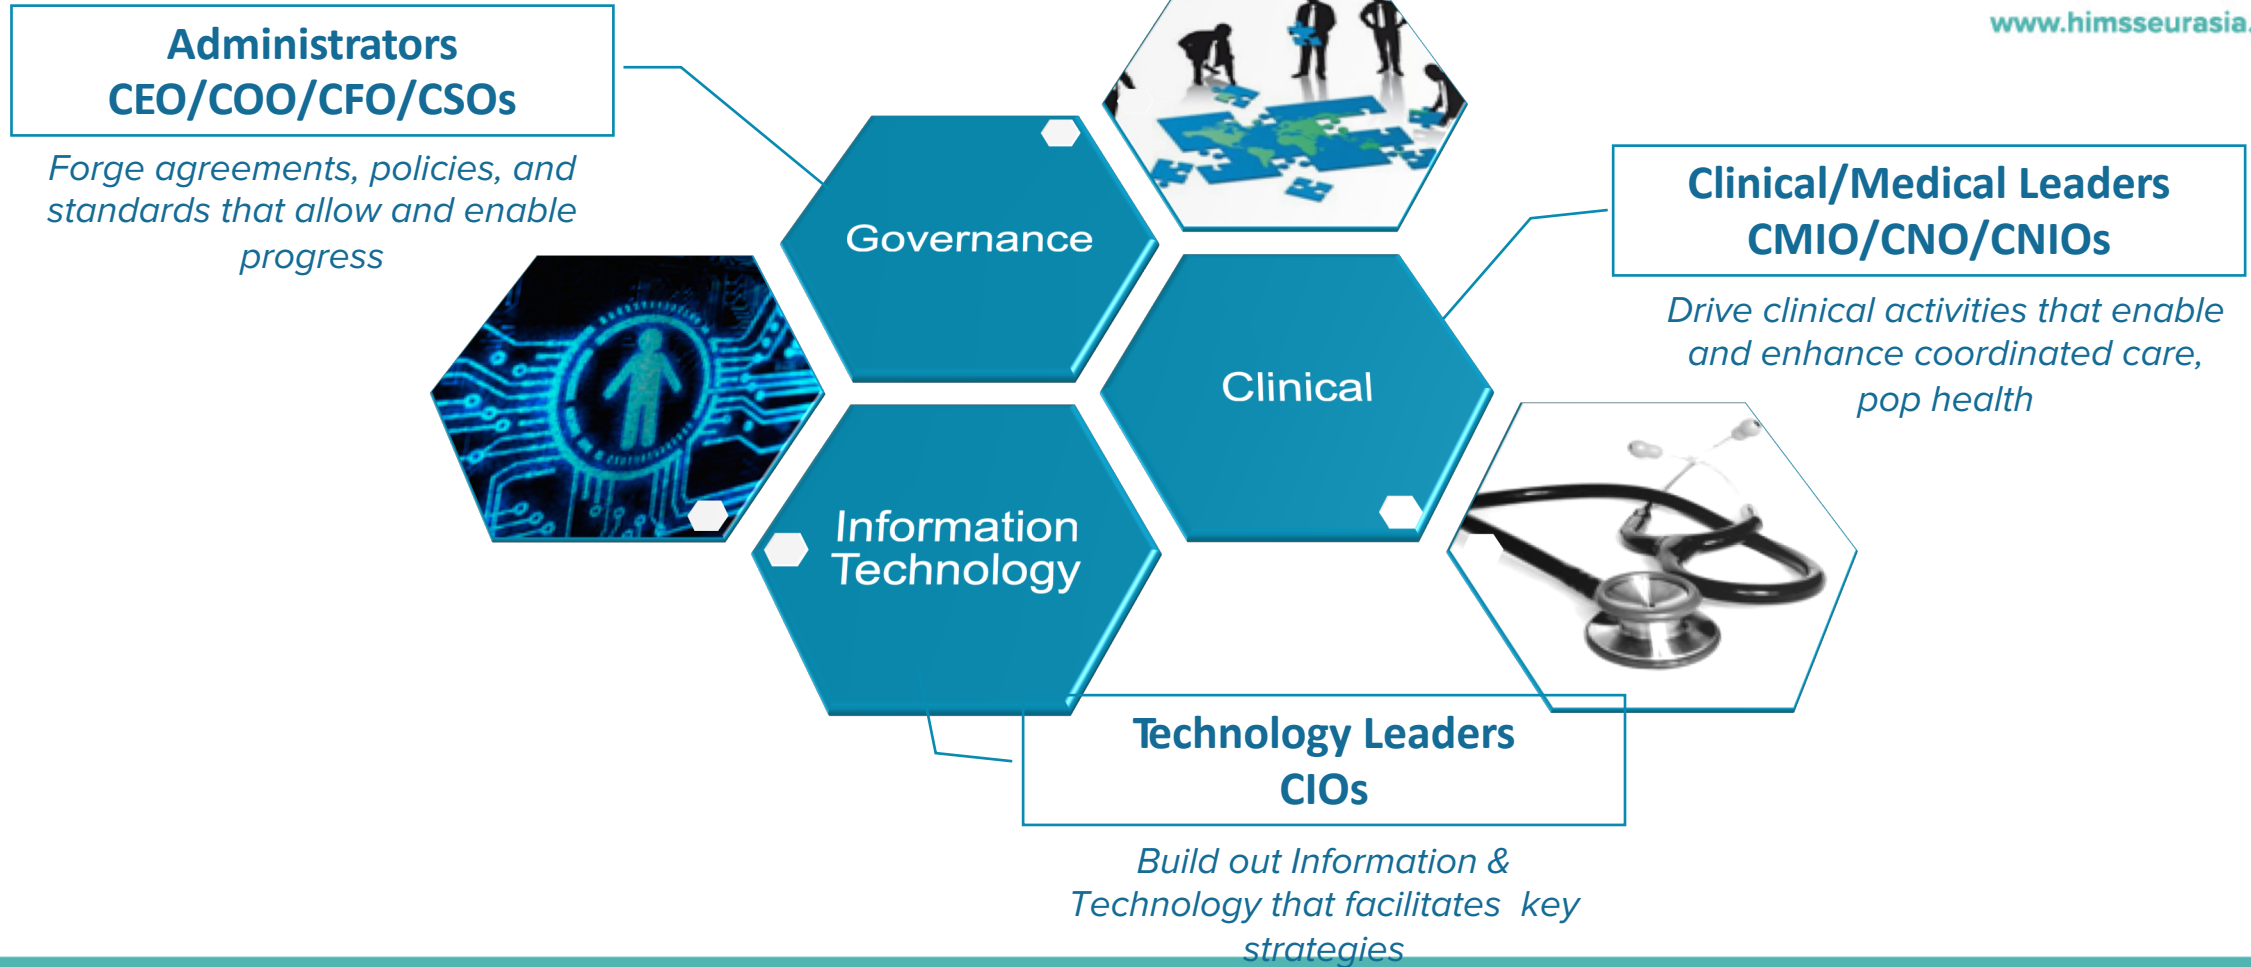 www.himsseurasia.
Administrators
CEO/COO/CFO/CSOs
Forge agreements, policies, and
standards that allow and enable
progress
Governance
Clinical/Medical Leaders
CMIO/CNO/CNIOs
Drive clinical activities that enable
and enhance coordinated care,
pop health
Clinical
Information
Technology
Technology Leaders
CIOs
Build out Information &
Technology that facilitates  key
strategies